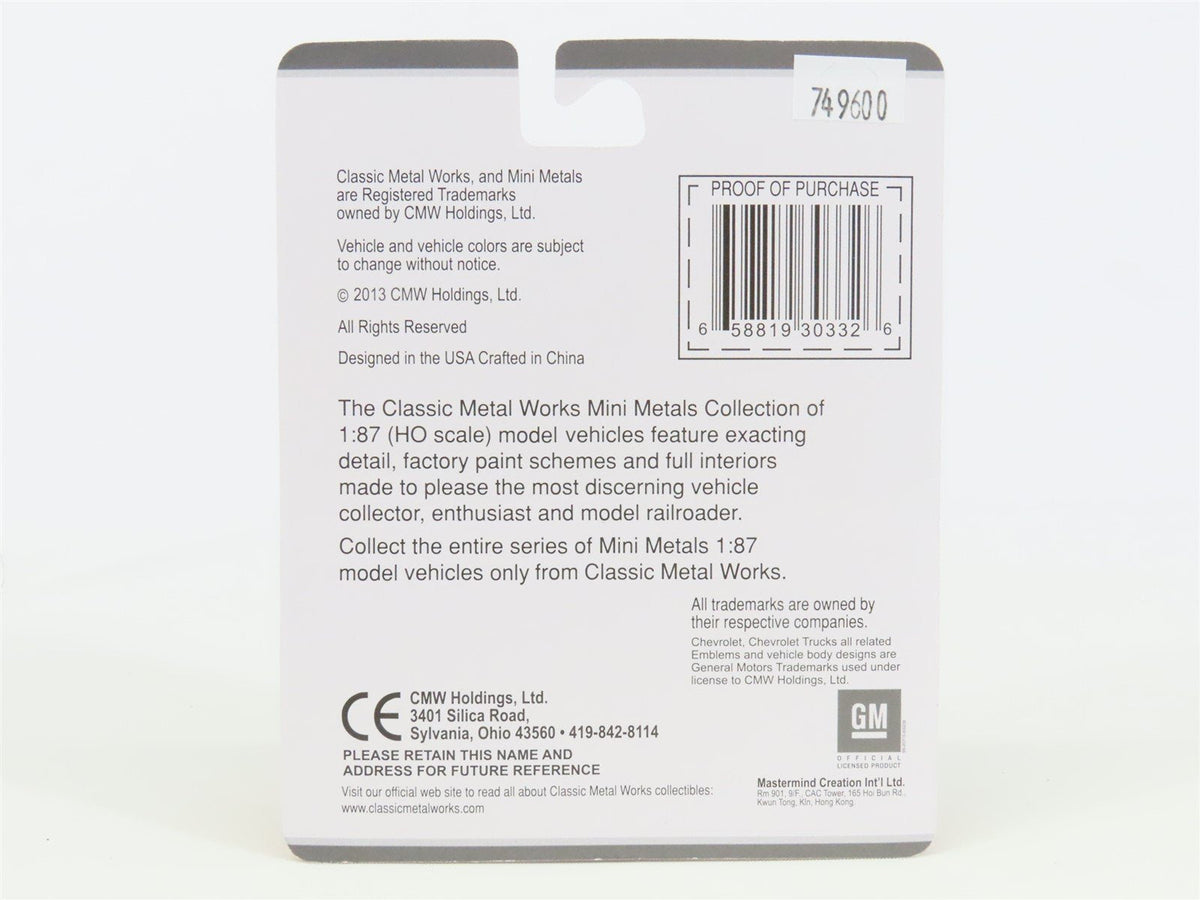 749600
Classic Metal Works, and Mini Metals
are Registered Trademarks
owned by CMW Holdings, Ltd.
Vehicle and vehicle colors are subject
to change without notice.
© 2013 CMW Holdings, Ltd.
All Rights Reserved
Designed in the USA Crafted in China
PROOF OF PURCHASE
6 58819 30332 6
The Classic Metal Works Mini Metals Collection of
1:87 (HO scale) model vehicles feature exacting
detail, factory paint schemes and full interiors
made to please the most discerning vehicle
collector, enthusiast and model railroader.
Collect the entire series of Mini Metals 1:87
model vehicles only from Classic Metal Works.
All trademarks are owned by
their respective companies.
Chevrolet, Chevrolet Trucks all related
Emblems and vehicle body designs are
General Motors Trademarks used under
license to CMW Holdings, Ltd.
CE
CMW Holdings, Ltd.
3401 Silica Road,
Sylvania, Ohio 43560 • 419-842-8114
PLEASE RETAIN THIS NAME AND
ADDRESS FOR FUTURE REFERENCE
Visit our official web site to read all about Classic Metal Works collectibles:
www.classicmetalworks.com
GM
OFFICIAL
LICENSED PRODUCT
Mastermind Creation Int'l Ltd.
Rm 901, 9/F., CAC Tower, 165 Hoi Bun Rd.,
Kwun Tong, Kln, Hong Kong.